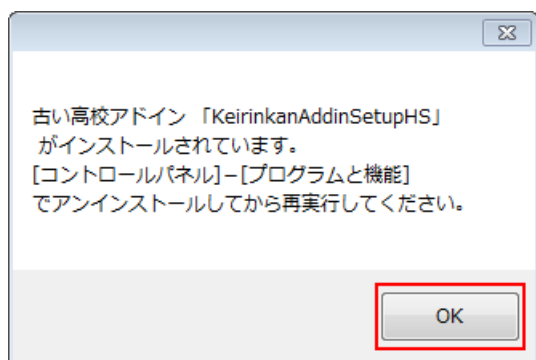 古い高校アドイン 「KeirinkanAddinSetupHS」
がインストールされています。
[コントロールパネル]－[プログラムと機能]
でアンインストールしてから再実行してください。
OK